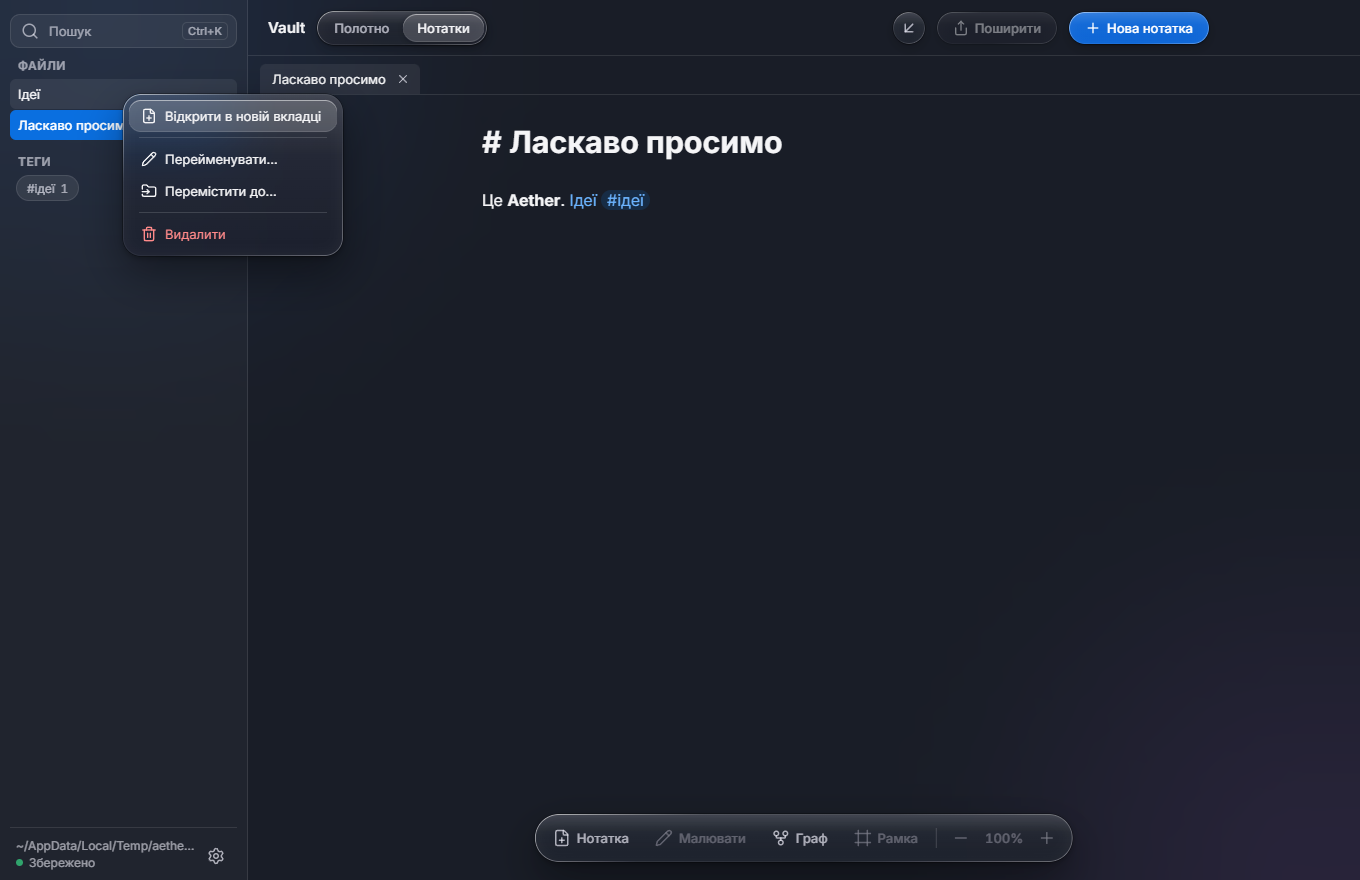 Пошук Ctrl+K
Vault Полотно Нотатки Поширити Нова нотатка
ФАЙЛИ
Ідеї
Ласкаво просимо
Ласкаво просим
ТЕГИ
#ідеї 1
Відкрити в новій вкладці
Перейменувати...
Перемістити до...
Видалити
# Ласкаво просимо
Це Aether. Ідеї #ідеї
~/AppData/Local/Temp/aethe...
Збережено
Нотатка Малювати Граф Рамка 100%